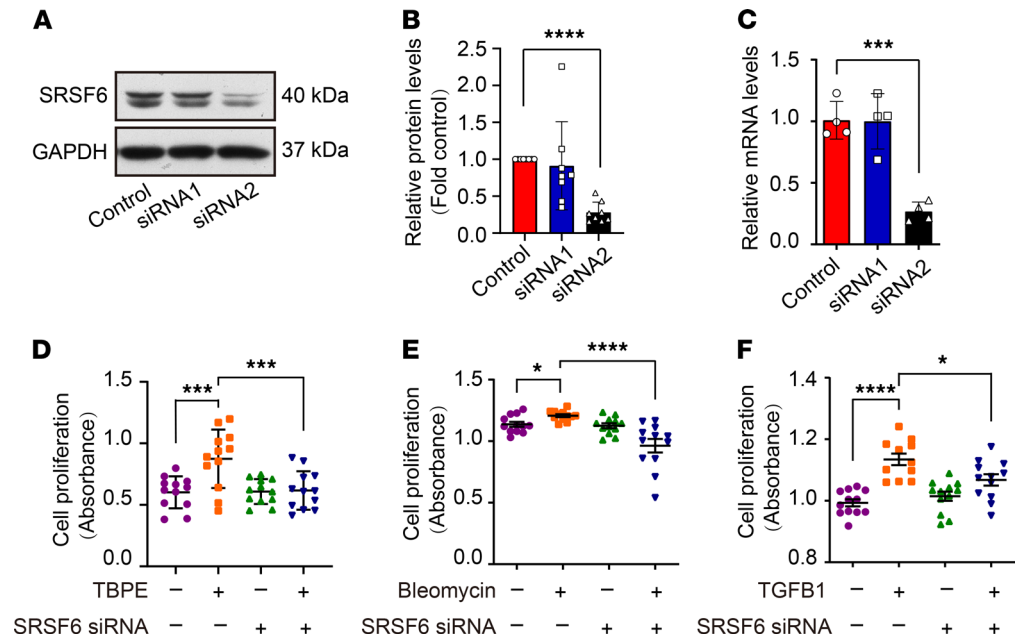 A
SRSF6
40 kDa
GAPDH
37 kDa
Control
siRNA1
siRNA2
B
****
Relative protein levels
(Fold control)
2.5
2.0
1.5
1.0
0.5
0.0
Control
siRNA1
siRNA2
C
***
Relative mRNA levels
1.5
1.0
0.5
0.0
Control
siRNA1
siRNA2
D
***
***
Cell proliferation
(Absorbance)
1.5
1.0
0.5
0.0
TBPE − + − +
SRSF6 siRNA − − + +
E
****
*
Cell proliferation
(Absorbance)
1.5
1.0
0.5
0.0
Bleomycin − + − +
SRSF6 siRNA − − + +
F
*
****
Cell proliferation
(Absorbance)
1.4
1.2
1.0
0.8
TGFB1 − + − +
SRSF6 siRNA − − + +